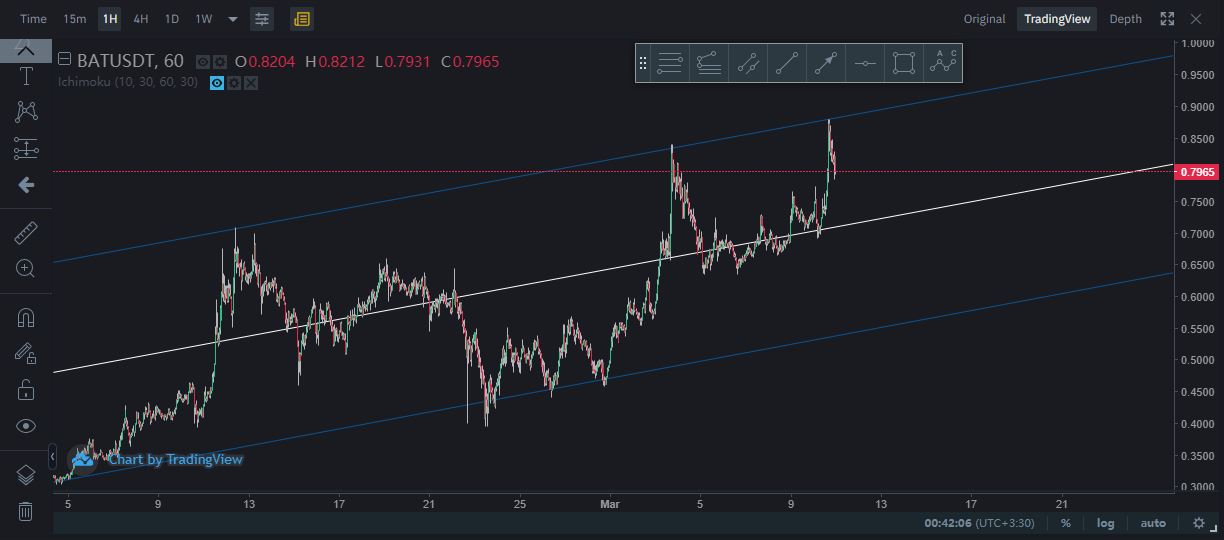 Time 15m 1H 4H 1D 1W Original TradingView Depth
BATUSDT, 60 O0.8204 H0.8212 L0.7931 C0.7965
Ichimoku (10, 30, 60, 30)
T
A C
B
1.0000
0.9500
0.9000
0.8500
0.7965
0.7500
0.7000
0.6500
0.6000
0.5500
0.5000
0.4500
0.4000
0.3500
0.3000
Chart by TradingView
5 9 13 17 21 25 Mar 5 9 13 17 21
00:42:06 (UTC+3:30) % log auto